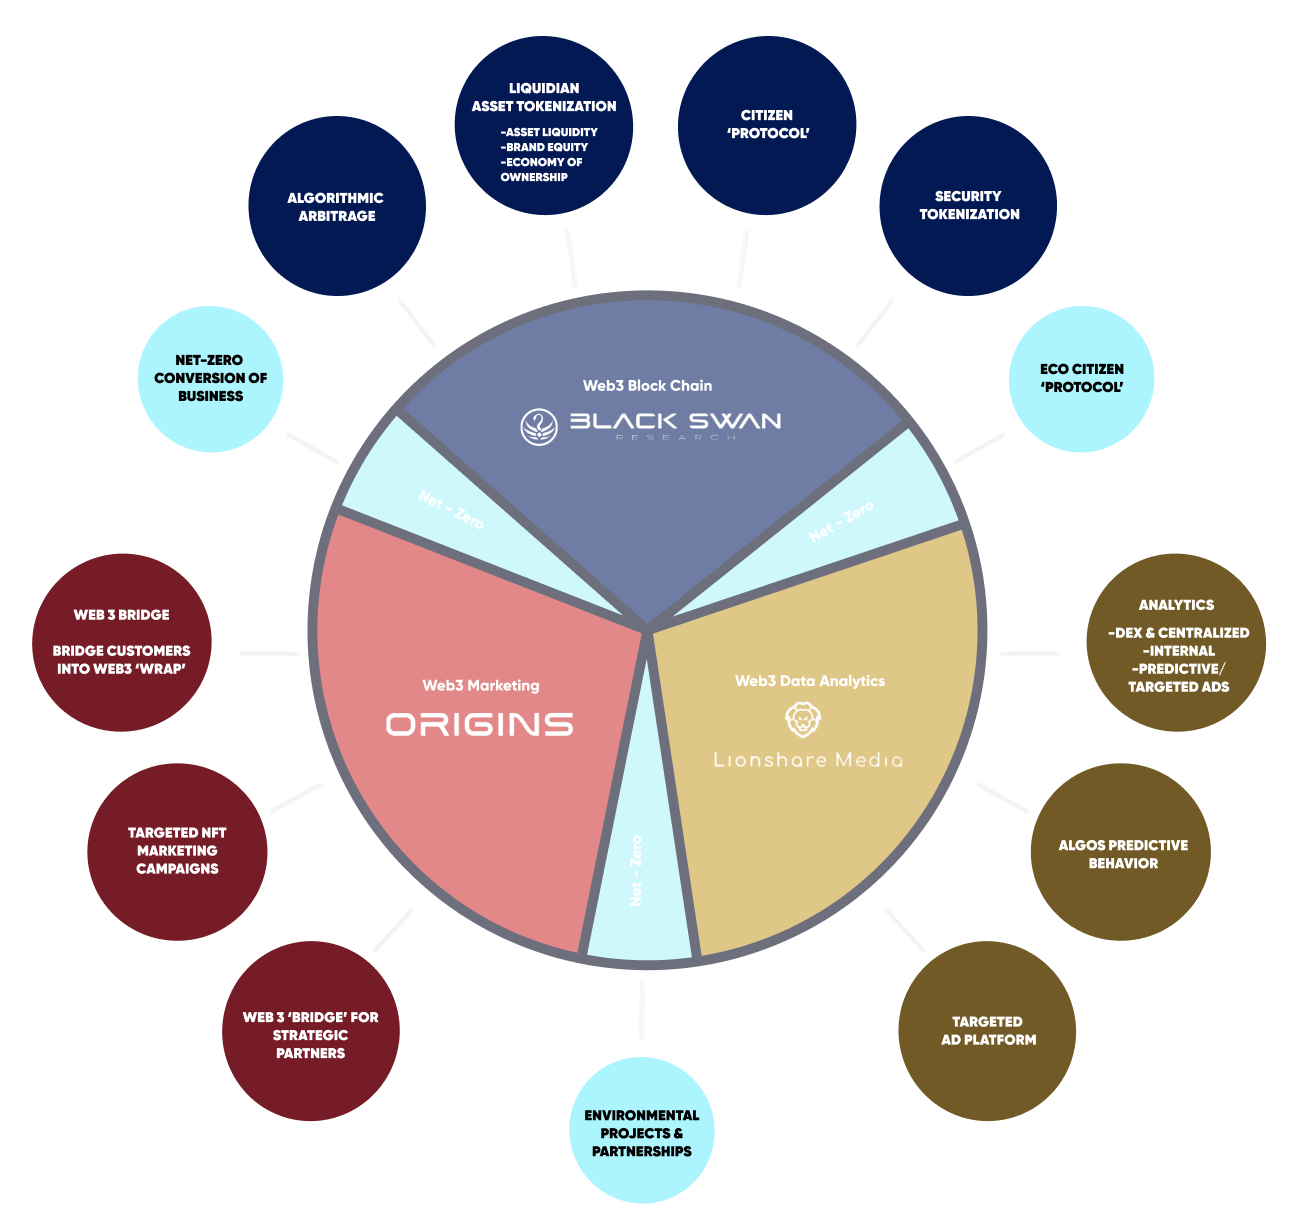 LIQUIDIAN
ASSET TOKENIZATION
-ASSET LIQUIDITY
-BRAND EQUITY
-ECONOMY OF
OWNERSHIP
CITIZEN
‘PROTOCOL’
ALGORITHMIC
ARBITRAGE
SECURITY
TOKENIZATION
NET-ZERO
CONVERSION OF
BUSINESS
ECO CITIZEN
‘PROTOCOL’
Web3 Block Chain
BLACK SWAN
RESEARCH
Net - Zero
Net - Zero
WEB 3 BRIDGE
BRIDGE CUSTOMERS
INTO WEB3 ‘WRAP’
Web3 Marketing
ORIGINS
Web3 Data Analytics
Lionshare Media
ANALYTICS
-DEX & CENTRALIZED
-INTERNAL
-PREDICTIVE/
TARGETED ADS
Net - Zero
TARGETED NFT
MARKETING
CAMPAIGNS
ALGOS PREDICTIVE
BEHAVIOR
WEB 3 ‘BRIDGE’ FOR
STRATEGIC
PARTNERS
TARGETED
AD PLATFORM
ENVIRONMENTAL
PROJECTS &
PARTNERSHIPS